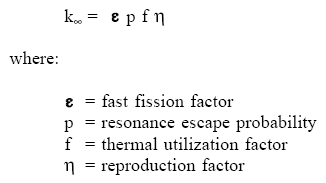 k∞ = ε p f η
where:
ε = fast fission factor
p = resonance escape probability
f = thermal utilization factor
η = reproduction factor